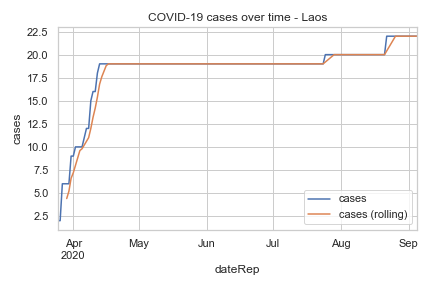 COVID-19 cases over time - Laos
22.5
20.0
17.5
15.0
12.5
10.0
7.5
5.0
2.5
cases
cases
cases (rolling)
Apr
2020
May
Jun
Jul
Aug
Sep
dateRep